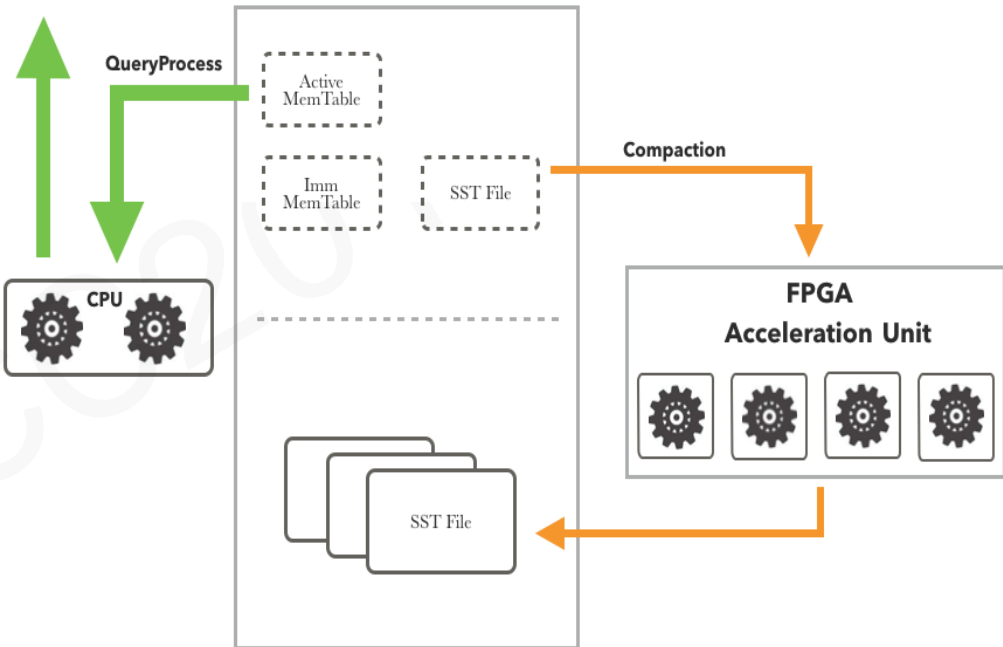 QueryProcess
Active
MemTable
Compaction
Imm
MemTable
SST File
CPU
FPGA
Acceleration Unit
SST File